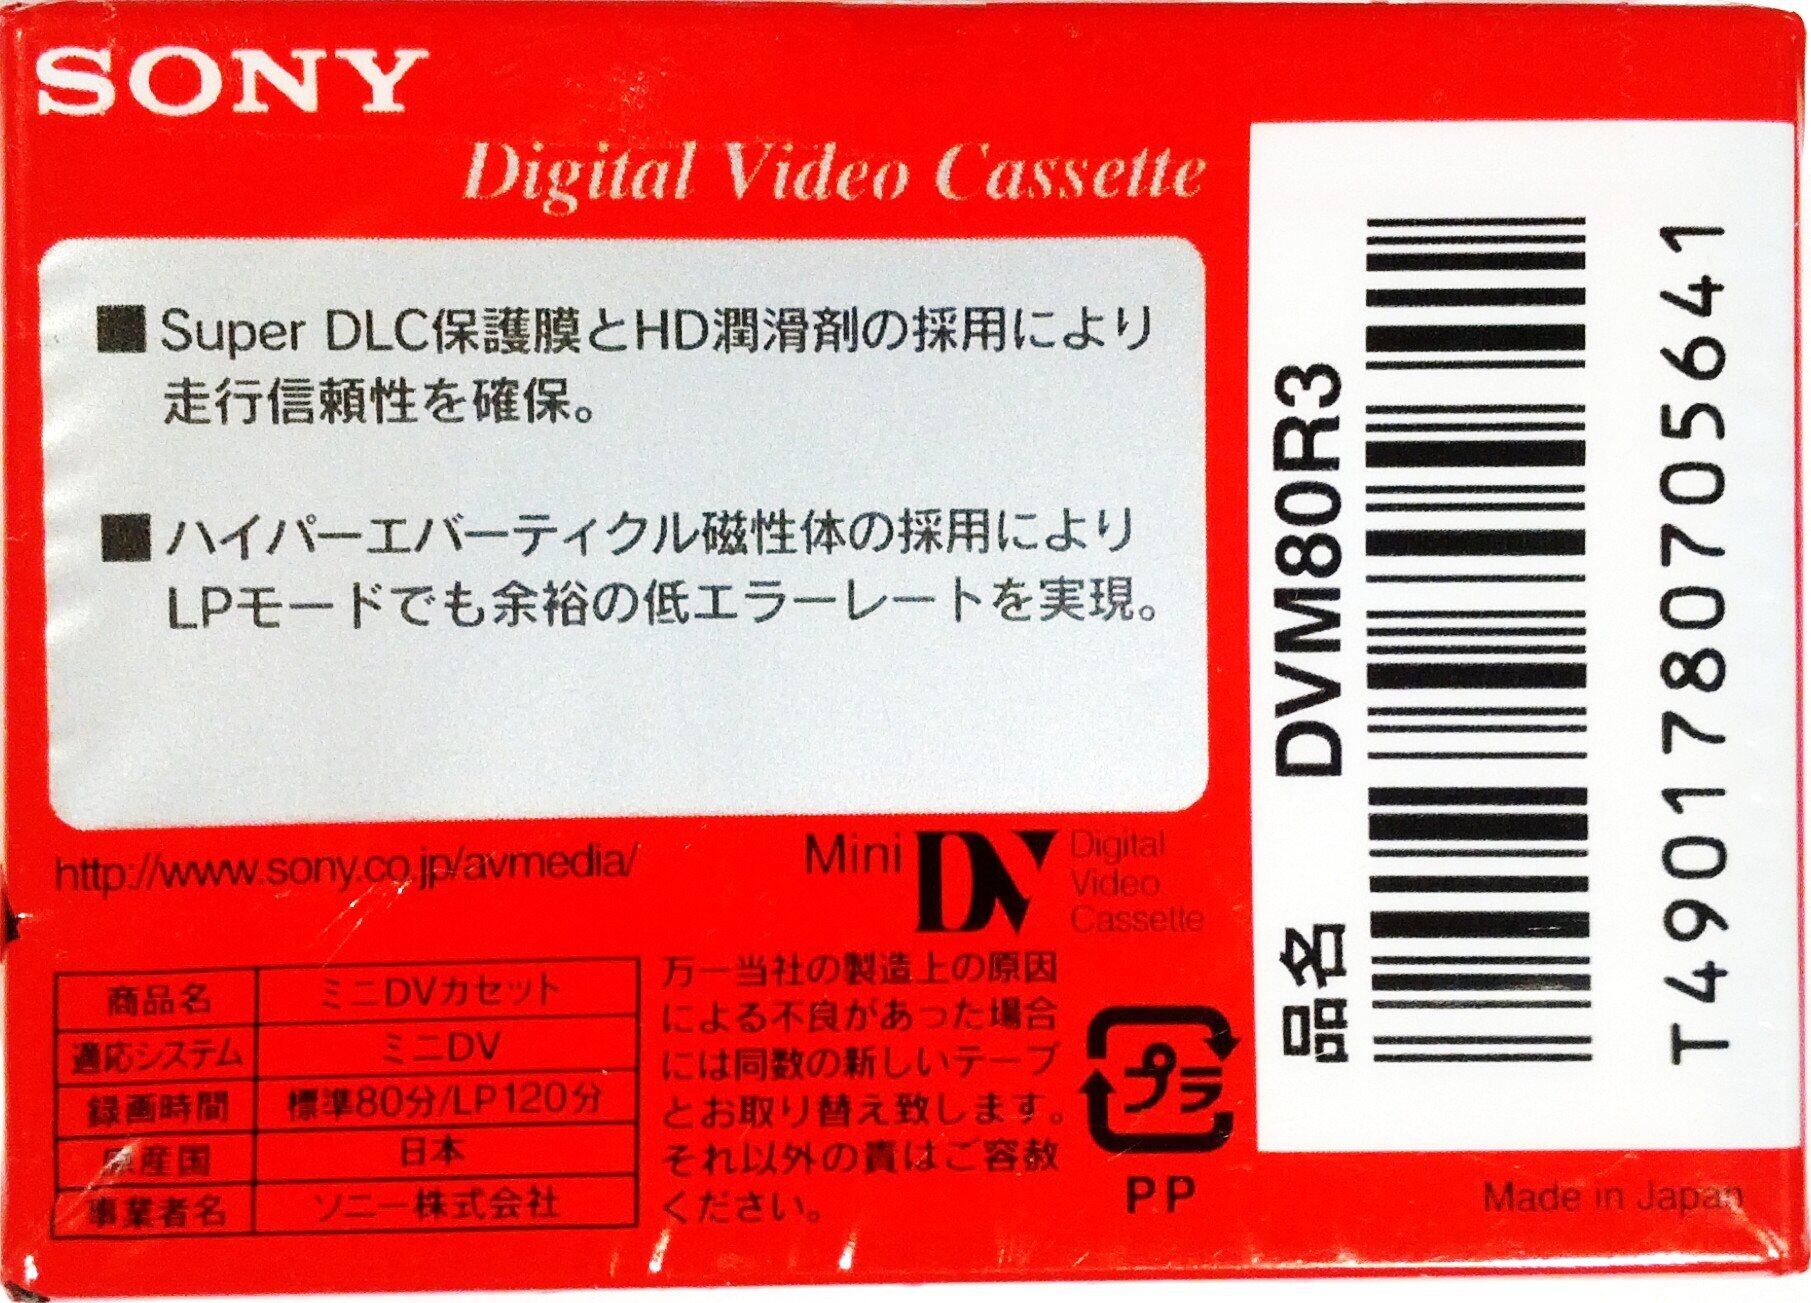 SONY
Digital Video Cassette
■Super DLC保護膜とHD潤滑剤の採用により
走行信頼性を確保。
■ハイパーエバーティクル磁性体の採用により
LPモードでも余裕の低エラーレートを実現。
http://www.sony.co.jp/avmedia/
Mini DV Digital
Video
Cassette
商品名 ミニDVカセット
適応システム ミニDV
録画時間 標準80分/LP120分
原産国 日本
事業者名 ソニー株式会社
万一当社の製造上の原因
による不良があった場合
には同数の新しいテープ
とお取り替え致します。
それ以外の責はご容赦
ください。
プラ
PP
品名 DVM80R3
T4901780705641
Made in Japan